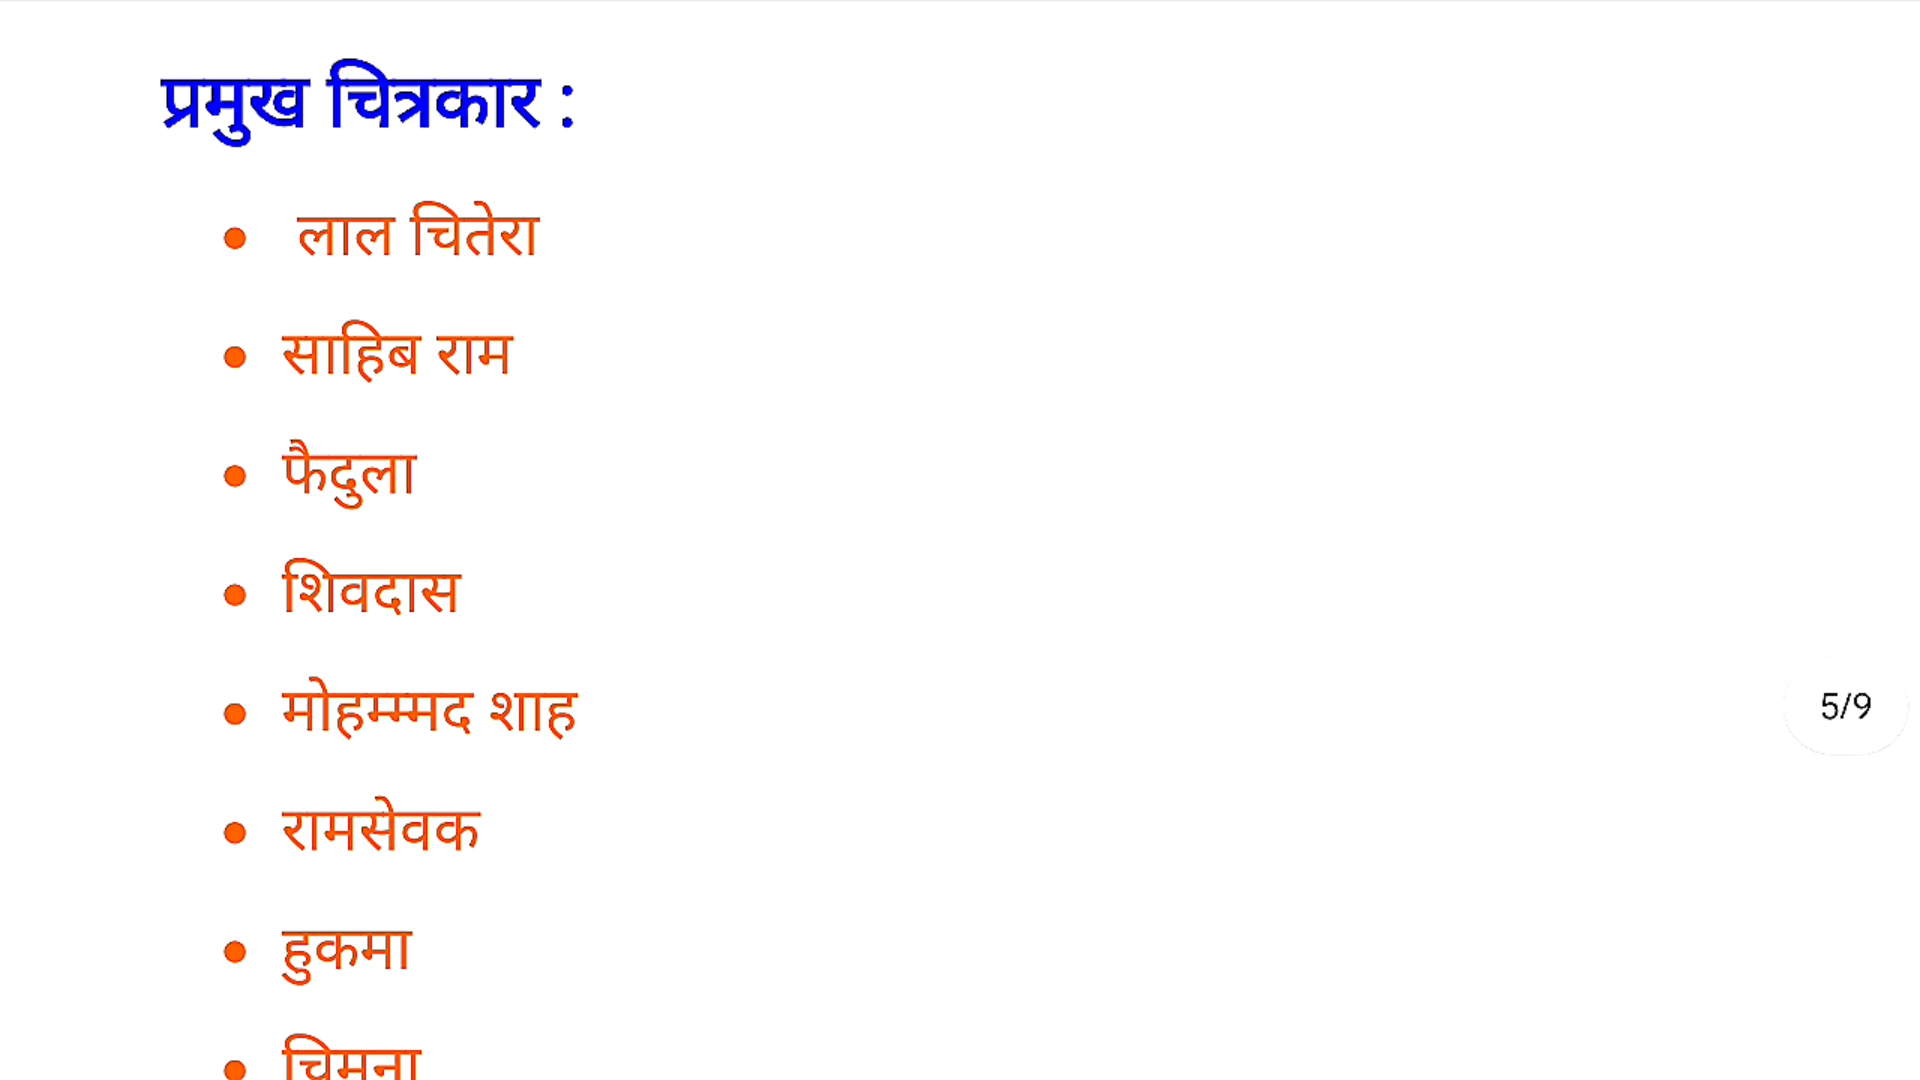 प्रमुख चित्रकार :
• लाल चितेरा
• साहिब राम
• फैदुला
• शिवदास
• मोहम्म्मद शाह
• रामसेवक
5/9
• हुकमा
• चिमना